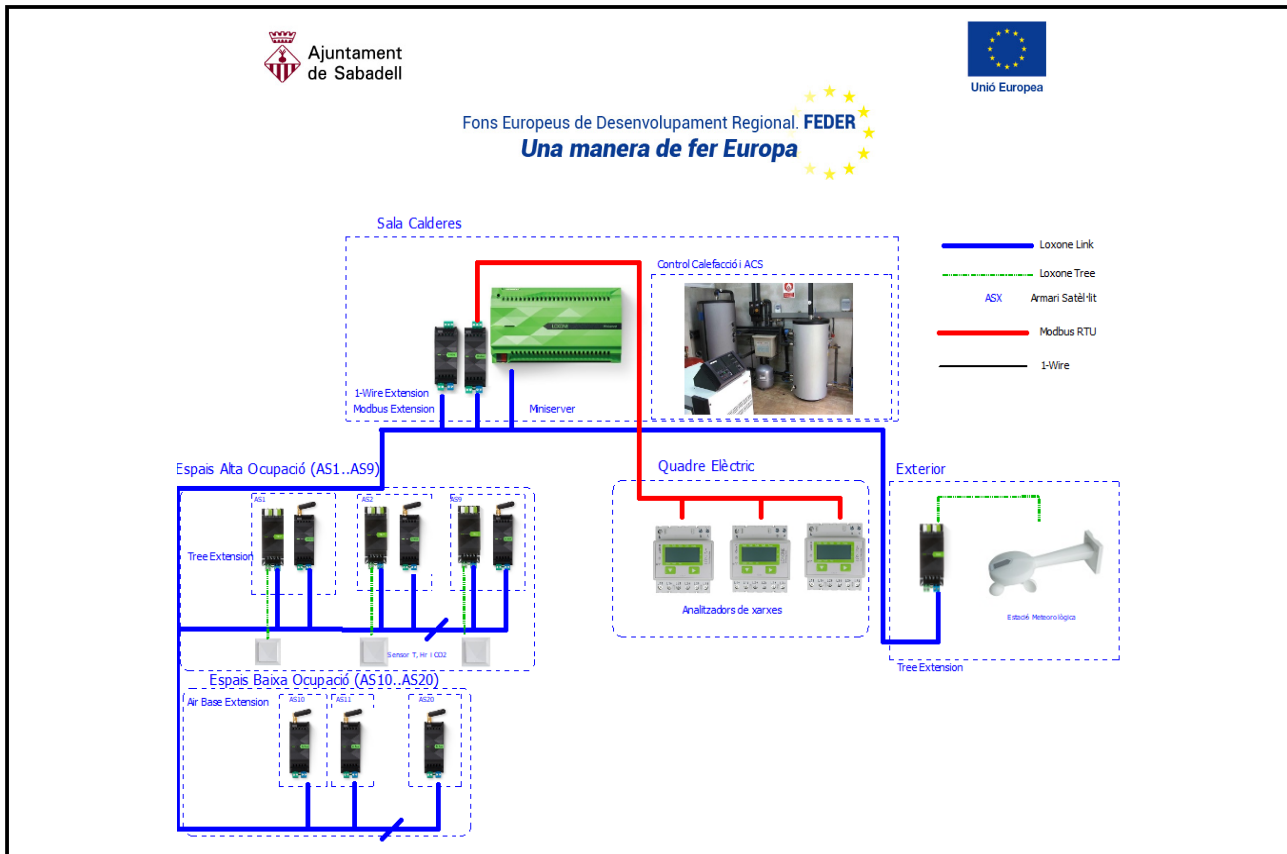 Ajuntament
de Sabadell
Unió Europea
Fons Europeus de Desenvolupament Regional. FEDER
Una manera de fer Europa
Sala Calderes
Control Calefacció i ACS
Loxone Link
Loxone Tree
ASX Armari Satèl·lit
Modbus RTU
1-Wire
1-Wire Extension
Modbus Extension
Miniserver
Espais Alta Ocupació (AS1..AS9)
AS1
AS2
AS9
Tree Extension
Sensor T, Hr i CO2
Quadre Elèctric
Analitzadors de xarxes
Exterior
Estació Meteorològica
Tree Extension
Espais Baixa Ocupació (AS10..AS20)
Air Base Extension
AS10
AS11
AS20